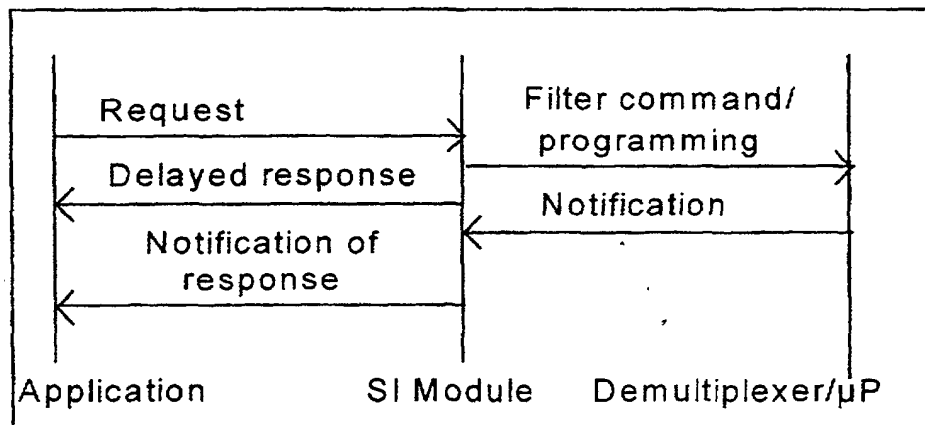 Request
Filter command/
programming
Delayed response
Notification
Notification of
response
Application
SI Module
Demultiplexer/µP